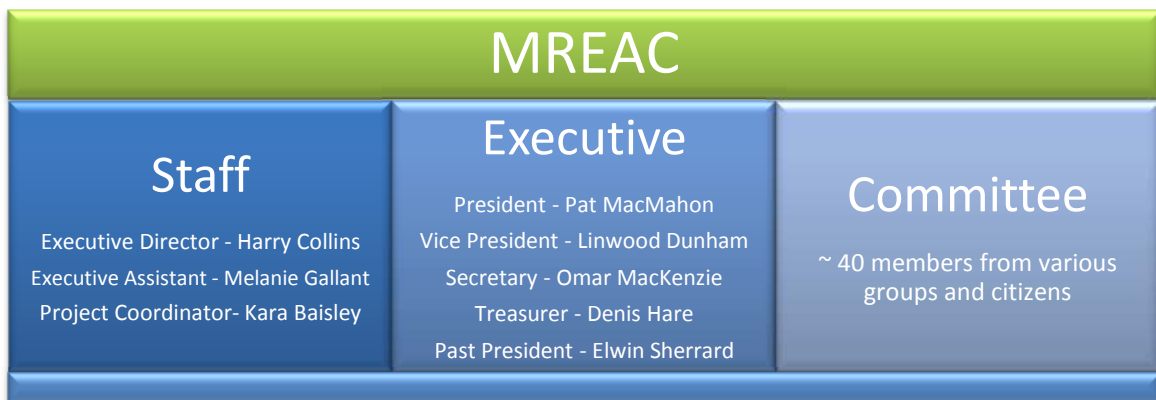 MREAC
Staff
Executive Director - Harry Collins
Executive Assistant - Melanie Gallant
Project Coordinator- Kara Baisley
Executive
President - Pat MacMahon
Vice President - Linwood Dunham
Secretary - Omar MacKenzie
Treasurer - Denis Hare
Past President - Elwin Sherrard
Committee
~ 40 members from various
groups and citizens